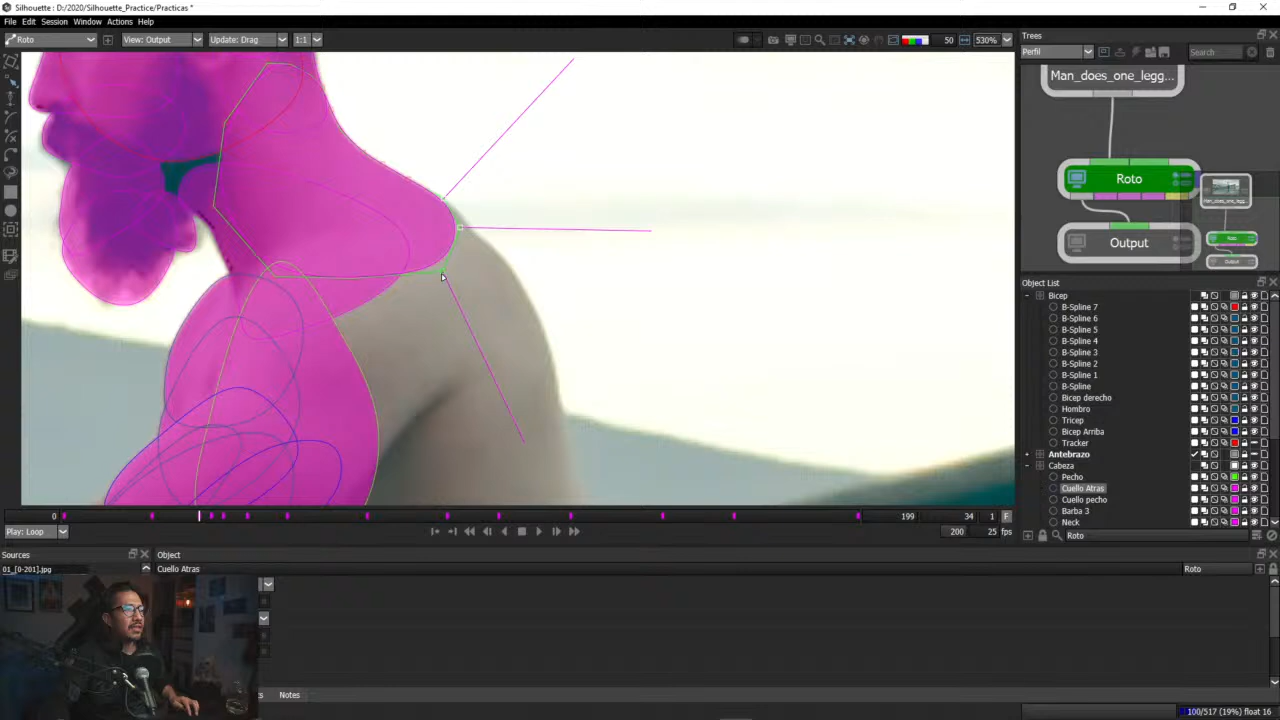 Silhouette : D:/2020/Silhouette_Practice/Practicas *
File Edit Session Window Actions Help
Roto View: Output Update: Drag 1:1 50 530%
Trees
Perfil Search
Man_does_one_legg...
Roto
Output
Object List
Bicep
B-Spline 7
B-Spline 6
B-Spline 5
B-Spline 4
B-Spline 3
B-Spline 2
B-Spline 1
B-Spline
Bicep derecho
Hombro
Tricep
Bicep Arriba
Tracker
Antebrazo
Cabeza
Pecho
Cuello Atras
Cuello pecho
Barba 3
Neck
Roto
0 199 34 1 F
Play: Loop 200 25 fps
Sources Object
01_[0-201].jpg Cuello Atras Roto
Notes
100/517 (19%) float 16